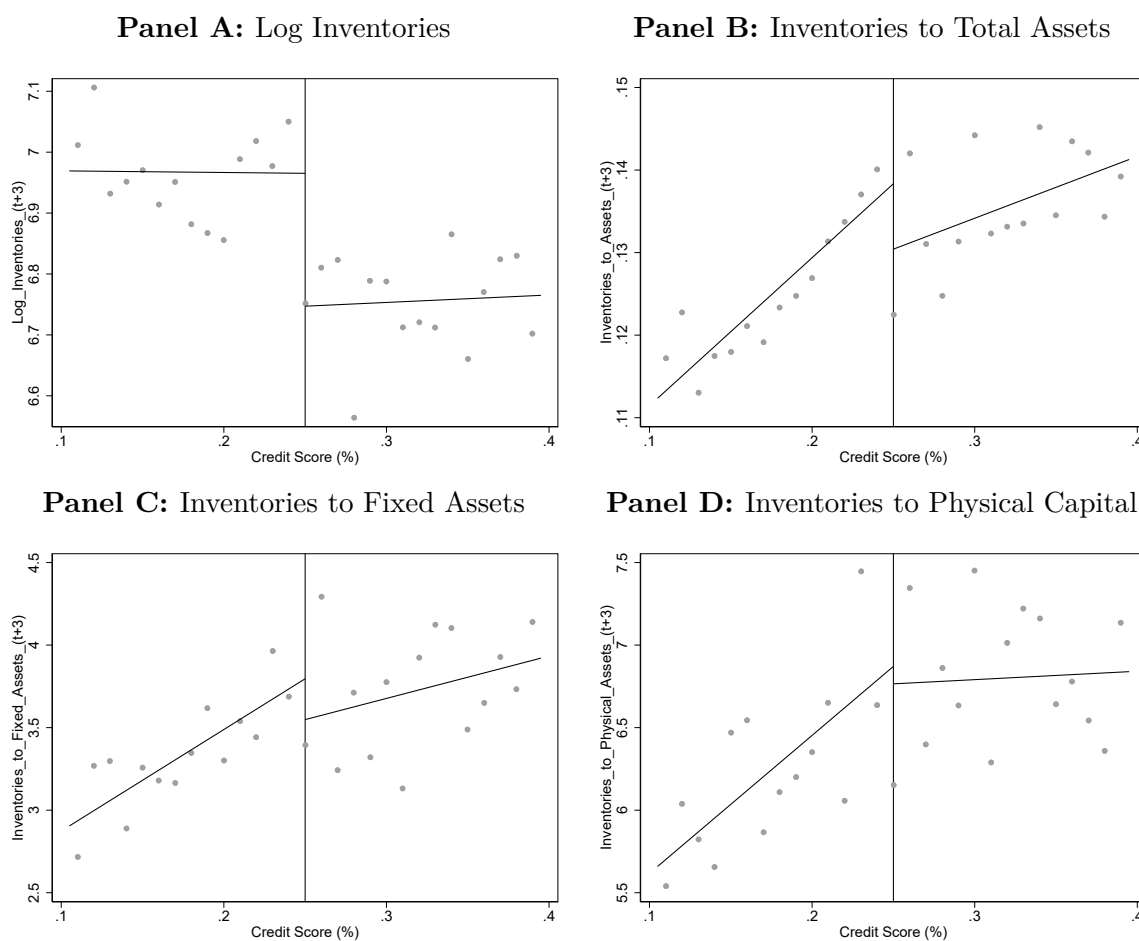 Panel A: Log Inventories
Log_Inventories_(t+3)
7.1
7
6.9
6.8
6.7
6.6
.1 .2 .3 .4
Credit Score (%)
Panel B: Inventories to Total Assets
Inventories_to_Assets_(t+3)
.15
.14
.13
.12
.11
.1 .2 .3 .4
Credit Score (%)
Panel C: Inventories to Fixed Assets
Inventories_to_Fixed_Assets_(t+3)
4.5
4
3.5
3
2.5
.1 .2 .3 .4
Credit Score (%)
Panel D: Inventories to Physical Capital
Inventories_to_Physical_Assets_(t+3)
7.5
7
6.5
6
5.5
.1 .2 .3 .4
Credit Score (%)